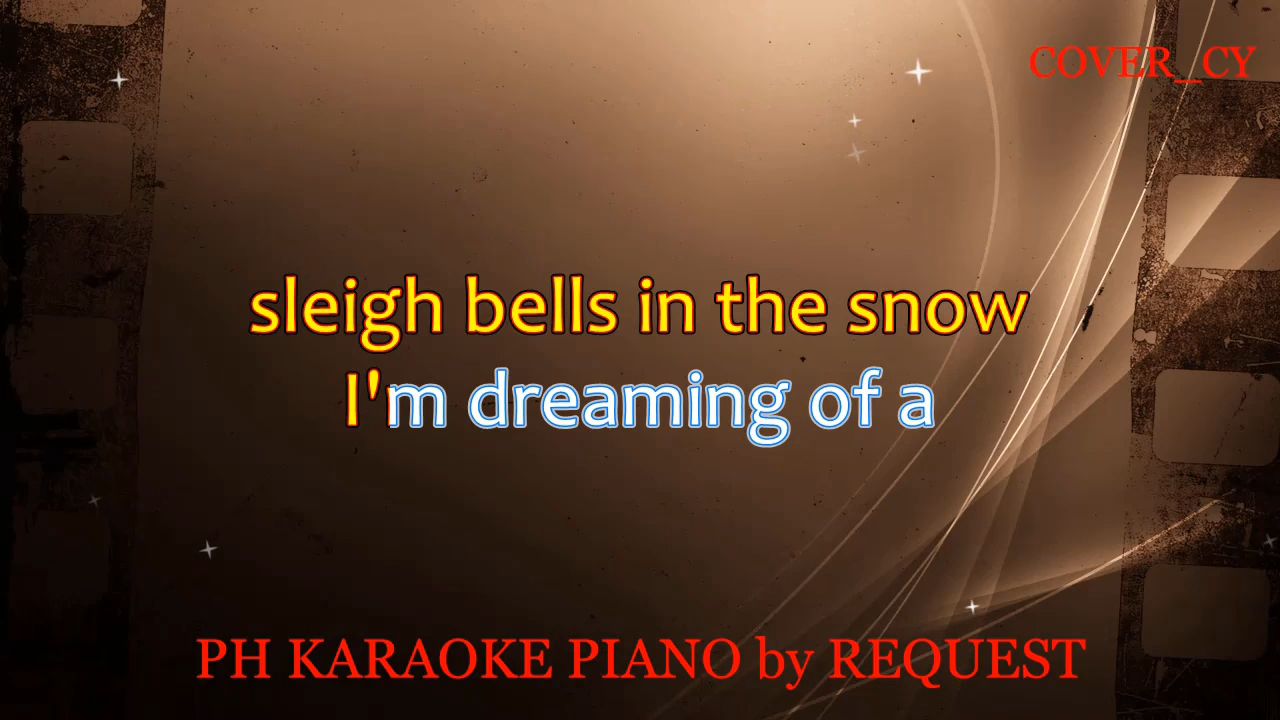 COVER_CY
sleigh bells in the snow
I'm dreaming of a
PH KARAOKE PIANO by REQUEST